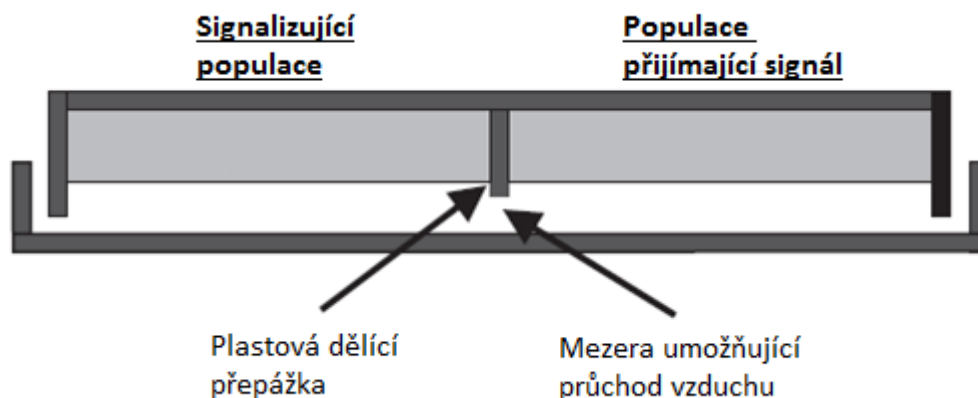 Signalizující
populace
Populace
přijímající signál
Plastová dělící
přepážka
Mezera umožňující
průchod vzduchu